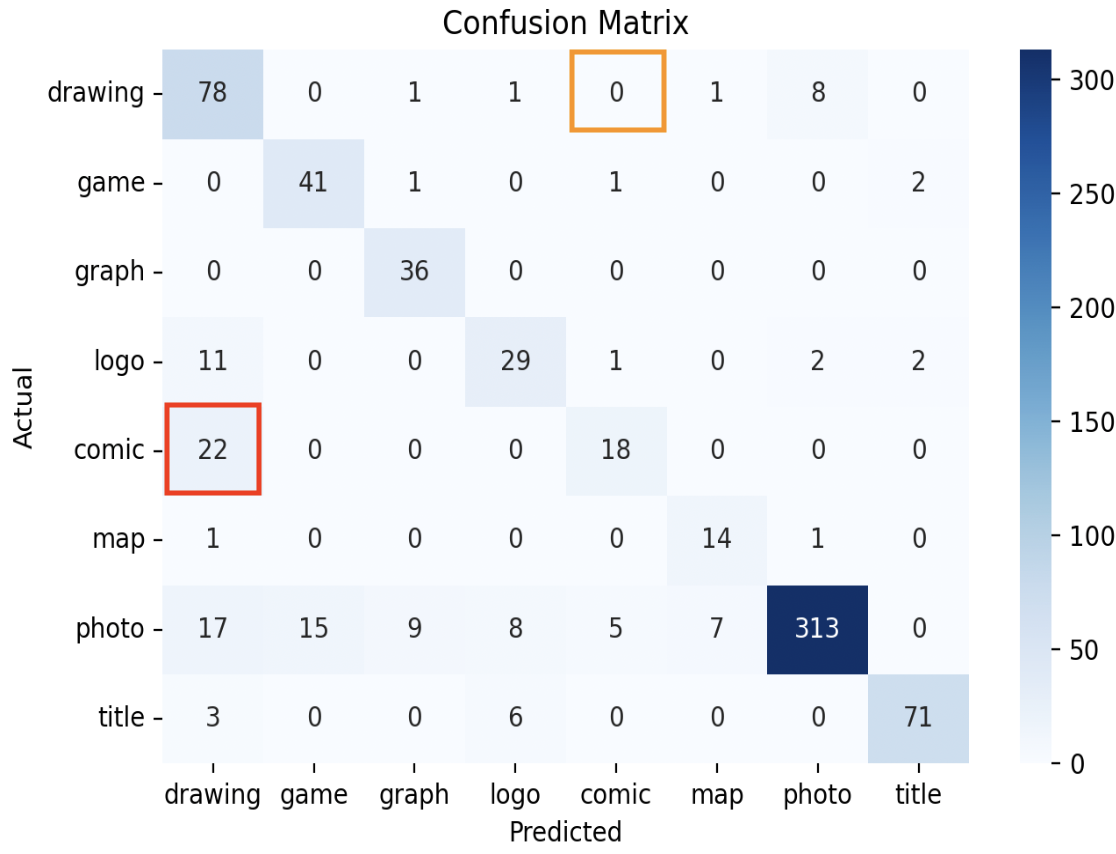 Confusion Matrix
drawing 78 0 1 1 0 1 8 0
game 0 41 1 0 1 0 0 2
graph 0 0 36 0 0 0 0 0
logo 11 0 0 29 1 0 2 2
comic 22 0 0 0 18 0 0 0
map 1 0 0 0 0 14 1 0
photo 17 15 9 8 5 7 313 0
title 3 0 0 6 0 0 0 71
drawing game graph logo comic map photo title
Predicted
Actual
300
250
200
150
100
50
0